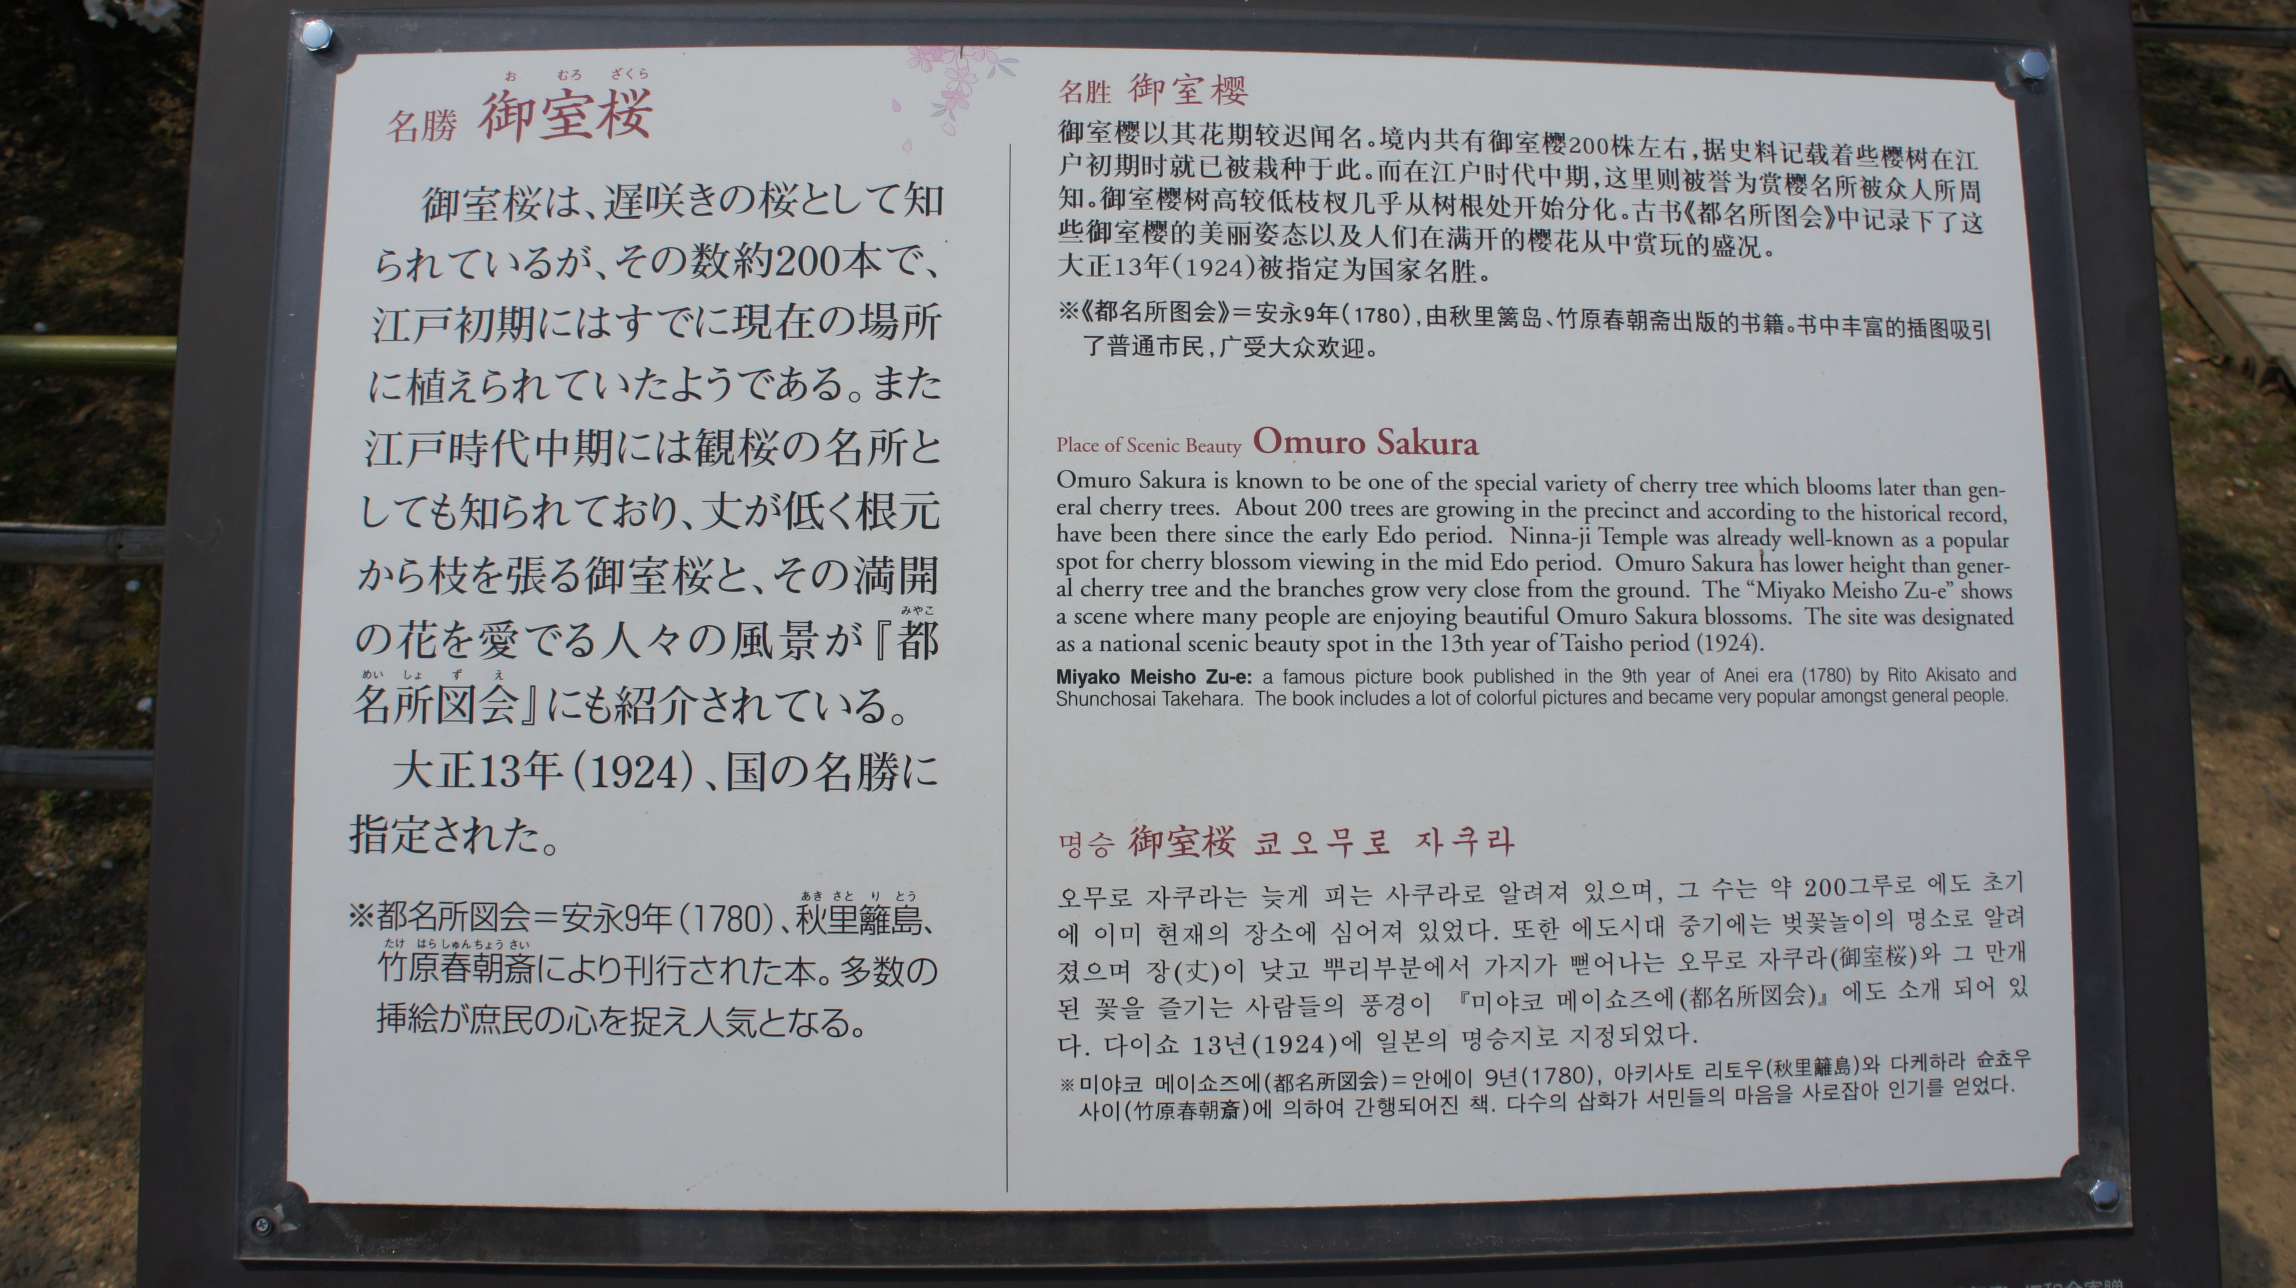 名勝 御室桜
御室桜は、遅咲きの桜として知
られているが、その数約200本で、
江戸初期にはすでに現在の場所
に植えられていたようである。また
江戸時代中期には観桜の名所と
しても知られており、丈が低く根元
から枝を張る御室桜と、その満開
の花を愛でる人々の風景が『都
名所図会』にも紹介されている。
大正13年(1924)、国の名勝に
指定された。
※都名所図会=安永9年(1780)、秋里籬島、
竹原春朝斎により刊行された本。多数の
挿絵が庶民の心を捉え人気となる。
名胜 御室樱
御室樱以其花期较迟闻名。境内共有御室樱200株左右,据史料记载着些樱树在江
户初期时就已被栽种于此。而在江户时代中期,这里则被誉为赏樱名所被众人所周
知。御室樱树高较低枝杈几乎从树根处开始分化。古书《都名所图会》中记录下了这
些御室樱的美丽姿态以及人们在满开的樱花从中赏玩的盛况。
大正13年(1924)被指定为国家名胜。
※《都名所图会》=安永9年(1780),由秋里篱岛、竹原春朝斋出版的书籍。书中丰富的插图吸引
了普通市民,广受大众欢迎。
Place of Scenic Beauty Omuro Sakura
Omuro Sakura is known to be one of the special variety of cherry tree which blooms later than gen-
eral cherry trees. About 200 trees are growing in the precinct and according to the historical record,
have been there since the early Edo period. Ninna-ji Temple was already well-known as a popular
spot for cherry blossom viewing in the mid Edo period. Omuro Sakura has lower height than gener-
al cherry tree and the branches grow very close from the ground. The “Miyako Meisho Zu-e” shows
a scene where many people are enjoying beautiful Omuro Sakura blossoms. The site was designated
as a national scenic beauty spot in the 13th year of Taisho period (1924).
Miyako Meisho Zu-e: a famous picture book published in the 9th year of Anei era (1780) by Rito Akisato and
Shunchosai Takehara. The book includes a lot of colorful pictures and became very popular amongst general people.
명승 御室桜 쿄오무로 자쿠라
오무로 자쿠라는 늦게 피는 사쿠라로 알려져 있으며, 그 수는 약 200그루로 에도 초기
에 이미 현재의 장소에 심어져 있었다. 또한 에도시대 중기에는 벚꽃놀이의 명소로 알려
졌으며 장(丈)이 낮고 뿌리부분에서 가지가 뻗어나는 오무로 자쿠라(御室桜)와 그 만개
된 꽃을 즐기는 사람들의 풍경이 『미야코 메이쇼즈에(都名所図会)』에도 소개 되어 있
다. 다이쇼 13년(1924)에 일본의 명승지로 지정되었다.
※미야코 메이쇼즈에(都名所図会)=안에이 9년(1780), 아키사토 리토우(秋里籬島)와 다케하라 슌쵸우
사이(竹原春朝斎)에 의하여 간행되어진 책. 다수의 삽화가 서민들의 마음을 사로잡아 인기를 얻었다.